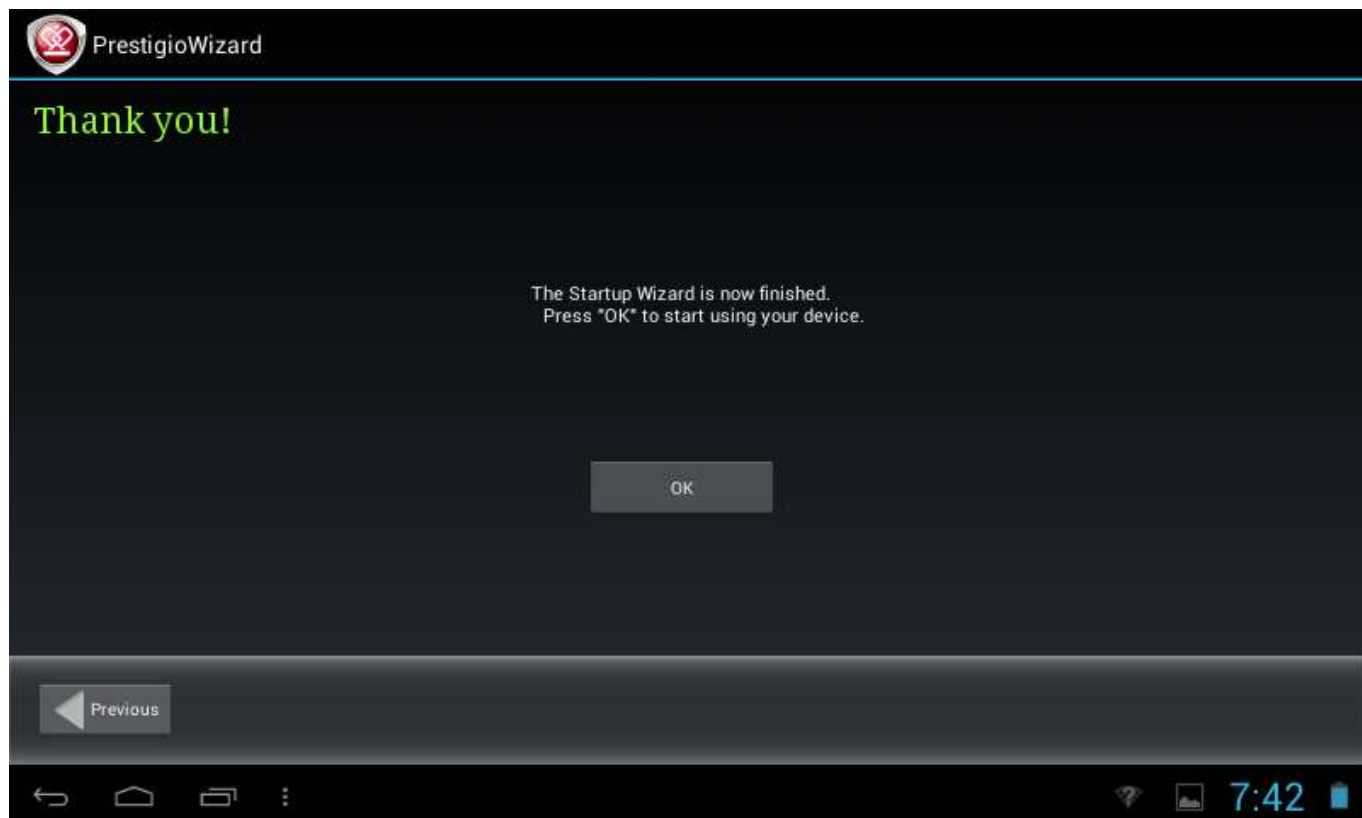 PrestigioWizard
Thank you!
The Startup Wizard is now finished.
Press "OK" to start using your device.
OK
Previous
7:42